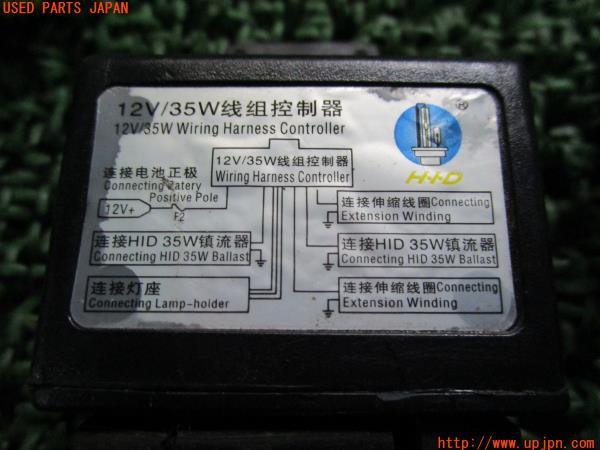 USED PARTS JAPAN
12V/35W线组控制器
12V/35W Wiring Harness Controller
®
HID
连接电池正极
Connecting Batery
Positive Pole
12V+
F2
12V/35W线组控制器
Wiring Harness Controller
连接伸缩线圈Connecting
Extension Winding
连接HID 35W镇流器
Connecting HID 35W Ballast
连接HID 35W镇流器
Connecting HID 35W Ballast
连接灯座
Connecting Lamp-holder
连接伸缩线圈Connecting
Extension Winding
http://www.upjpn.com/